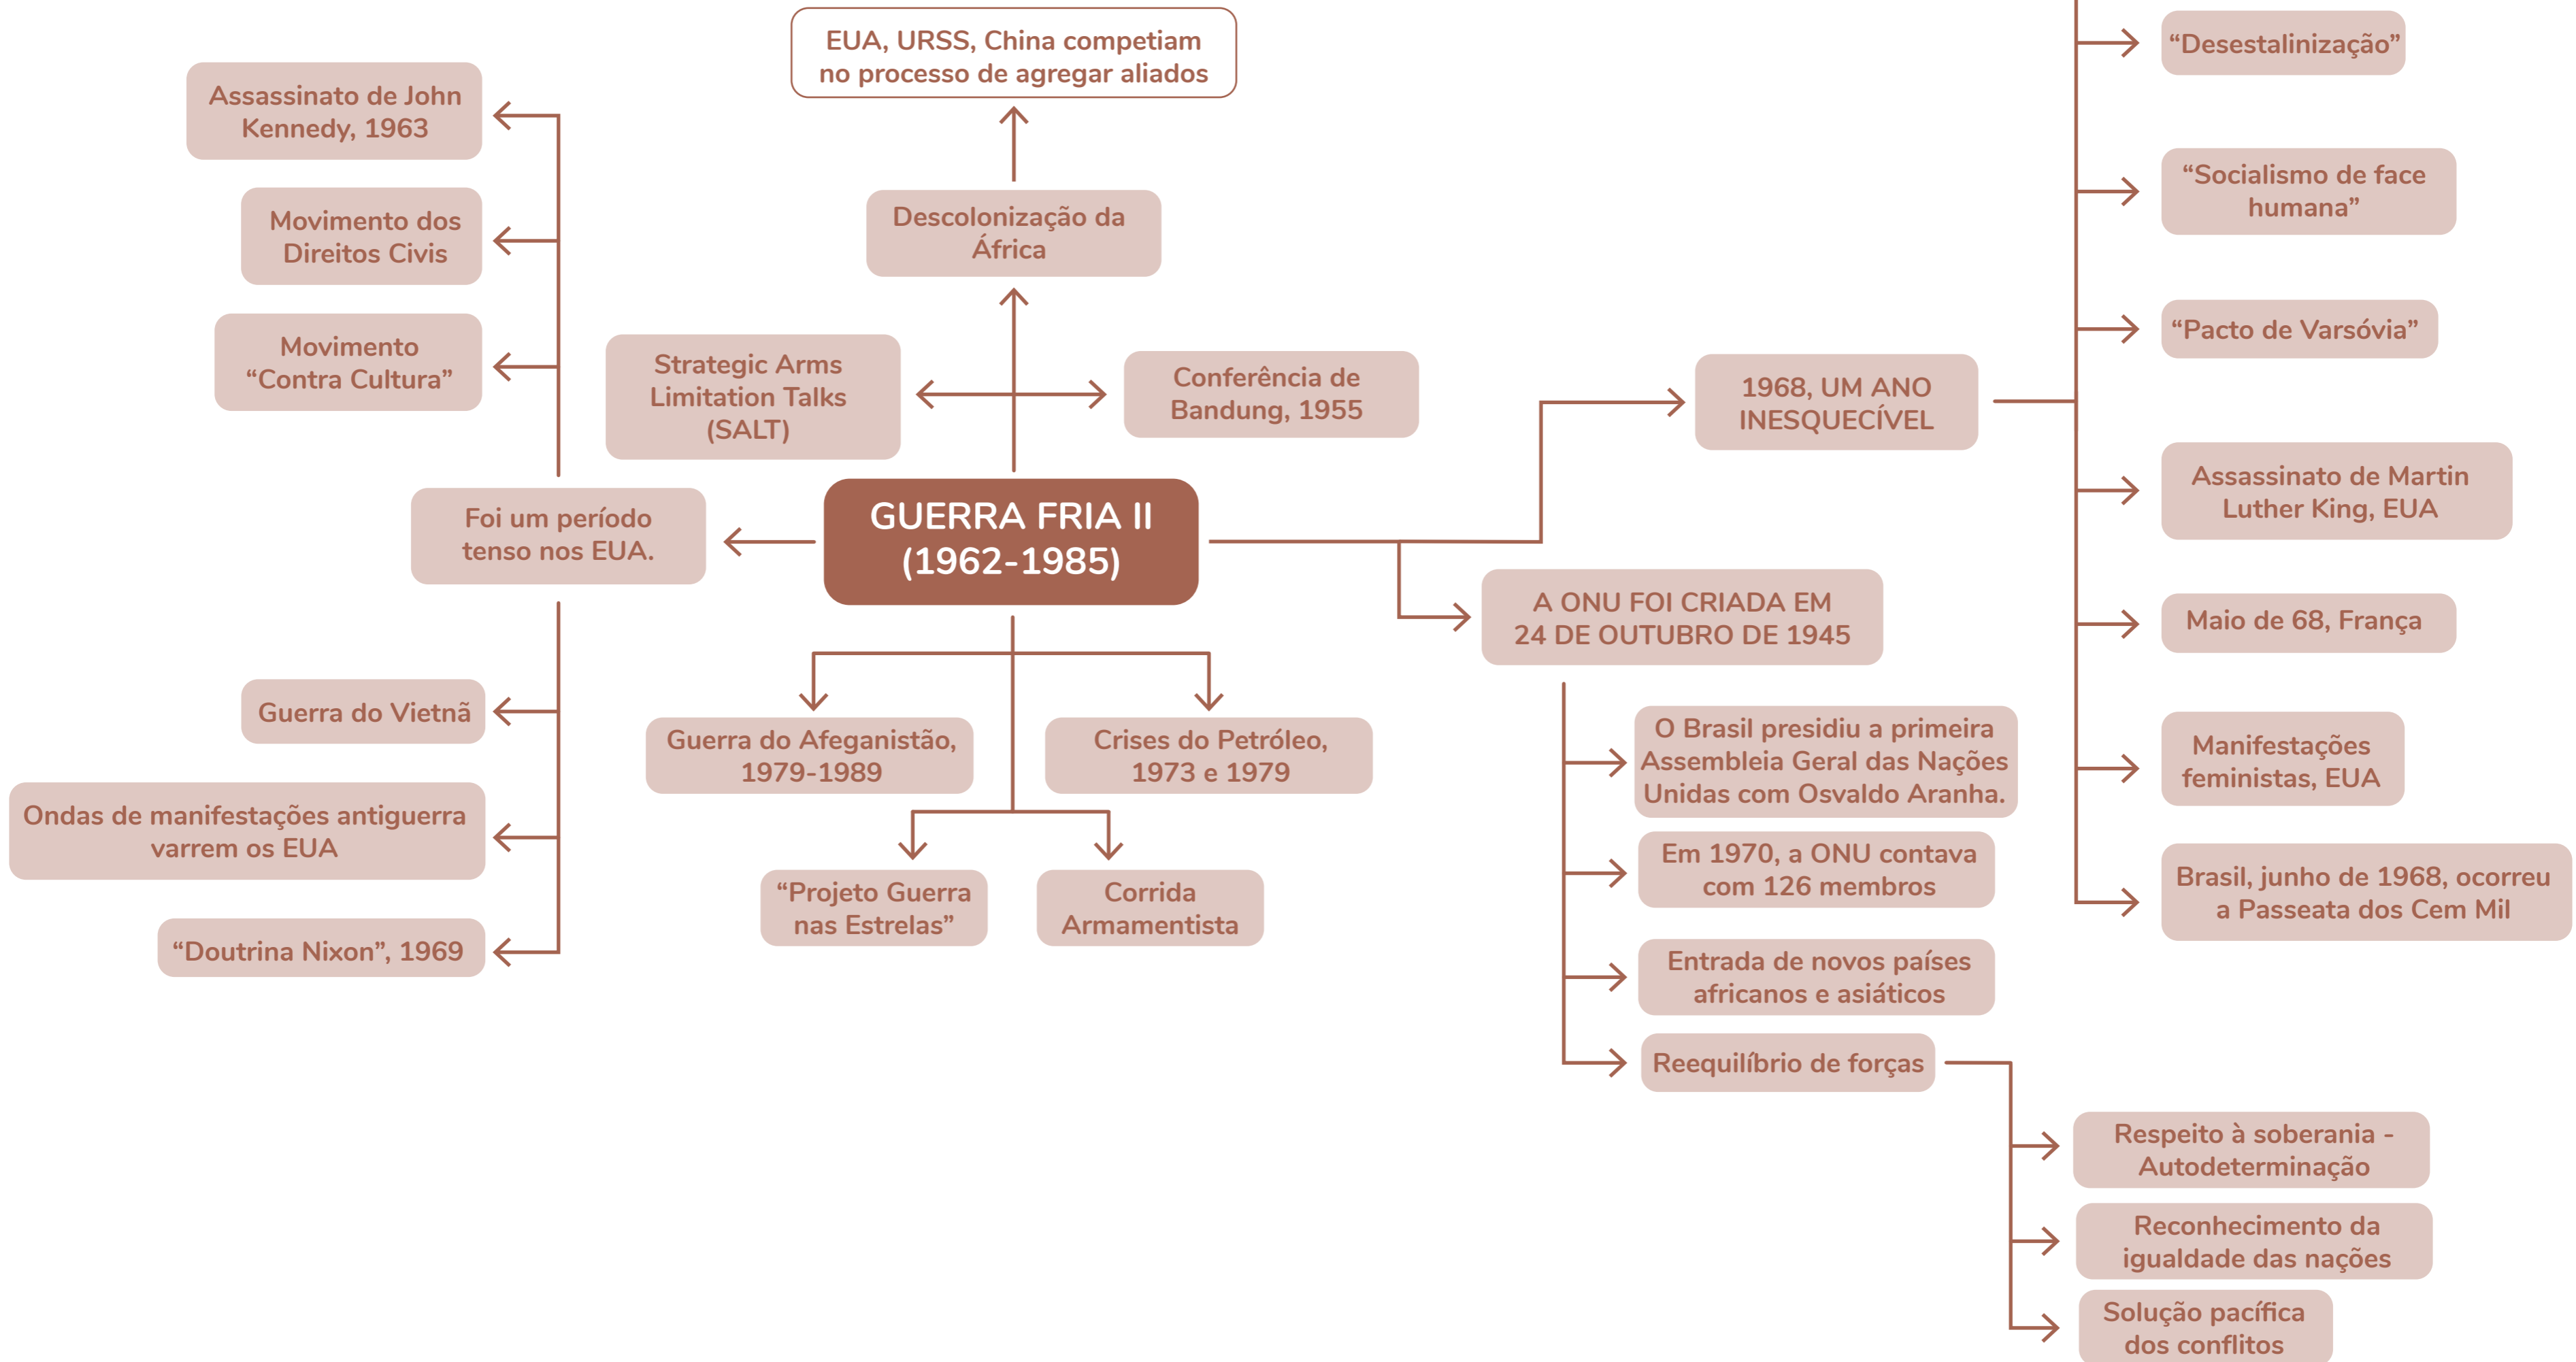 EUA, URSS, China competiam
no processo de agregar aliados
Assassinato de John
Kennedy, 1963
Movimento dos
Direitos Civis
Movimento
“Contra Cultura”
Descolonização da
África
Strategic Arms
Limitation Talks
(SALT)
Conferência de
Bandung, 1955
Foi um período
tenso nos EUA.
GUERRA FRIA II
(1962-1985)
Guerra do Vietnã
Ondas de manifestações antiguerra
varrem os EUA
“Doutrina Nixon”, 1969
Guerra do Afeganistão,
1979-1989
Crises do Petróleo,
1973 e 1979
“Projeto Guerra
nas Estrelas”
Corrida
Armamentista
1968, UM ANO
INESQUECÍVEL
“Desestalinização”
“Socialismo de face
humana”
“Pacto de Varsóvia”
Assassinato de Martin
Luther King, EUA
Maio de 68, França
Manifestações
feministas, EUA
Brasil, junho de 1968, ocorreu
a Passeata dos Cem Mil
A ONU FOI CRIADA EM
24 DE OUTUBRO DE 1945
O Brasil presidiu a primeira
Assembleia Geral das Nações
Unidas com Osvaldo Aranha.
Em 1970, a ONU contava
com 126 membros
Entrada de novos países
africanos e asiáticos
Reequilíbrio de forças
Respeito à soberania -
Autodeterminação
Reconhecimento da
igualdade das nações
Solução pacífica
dos conflitos